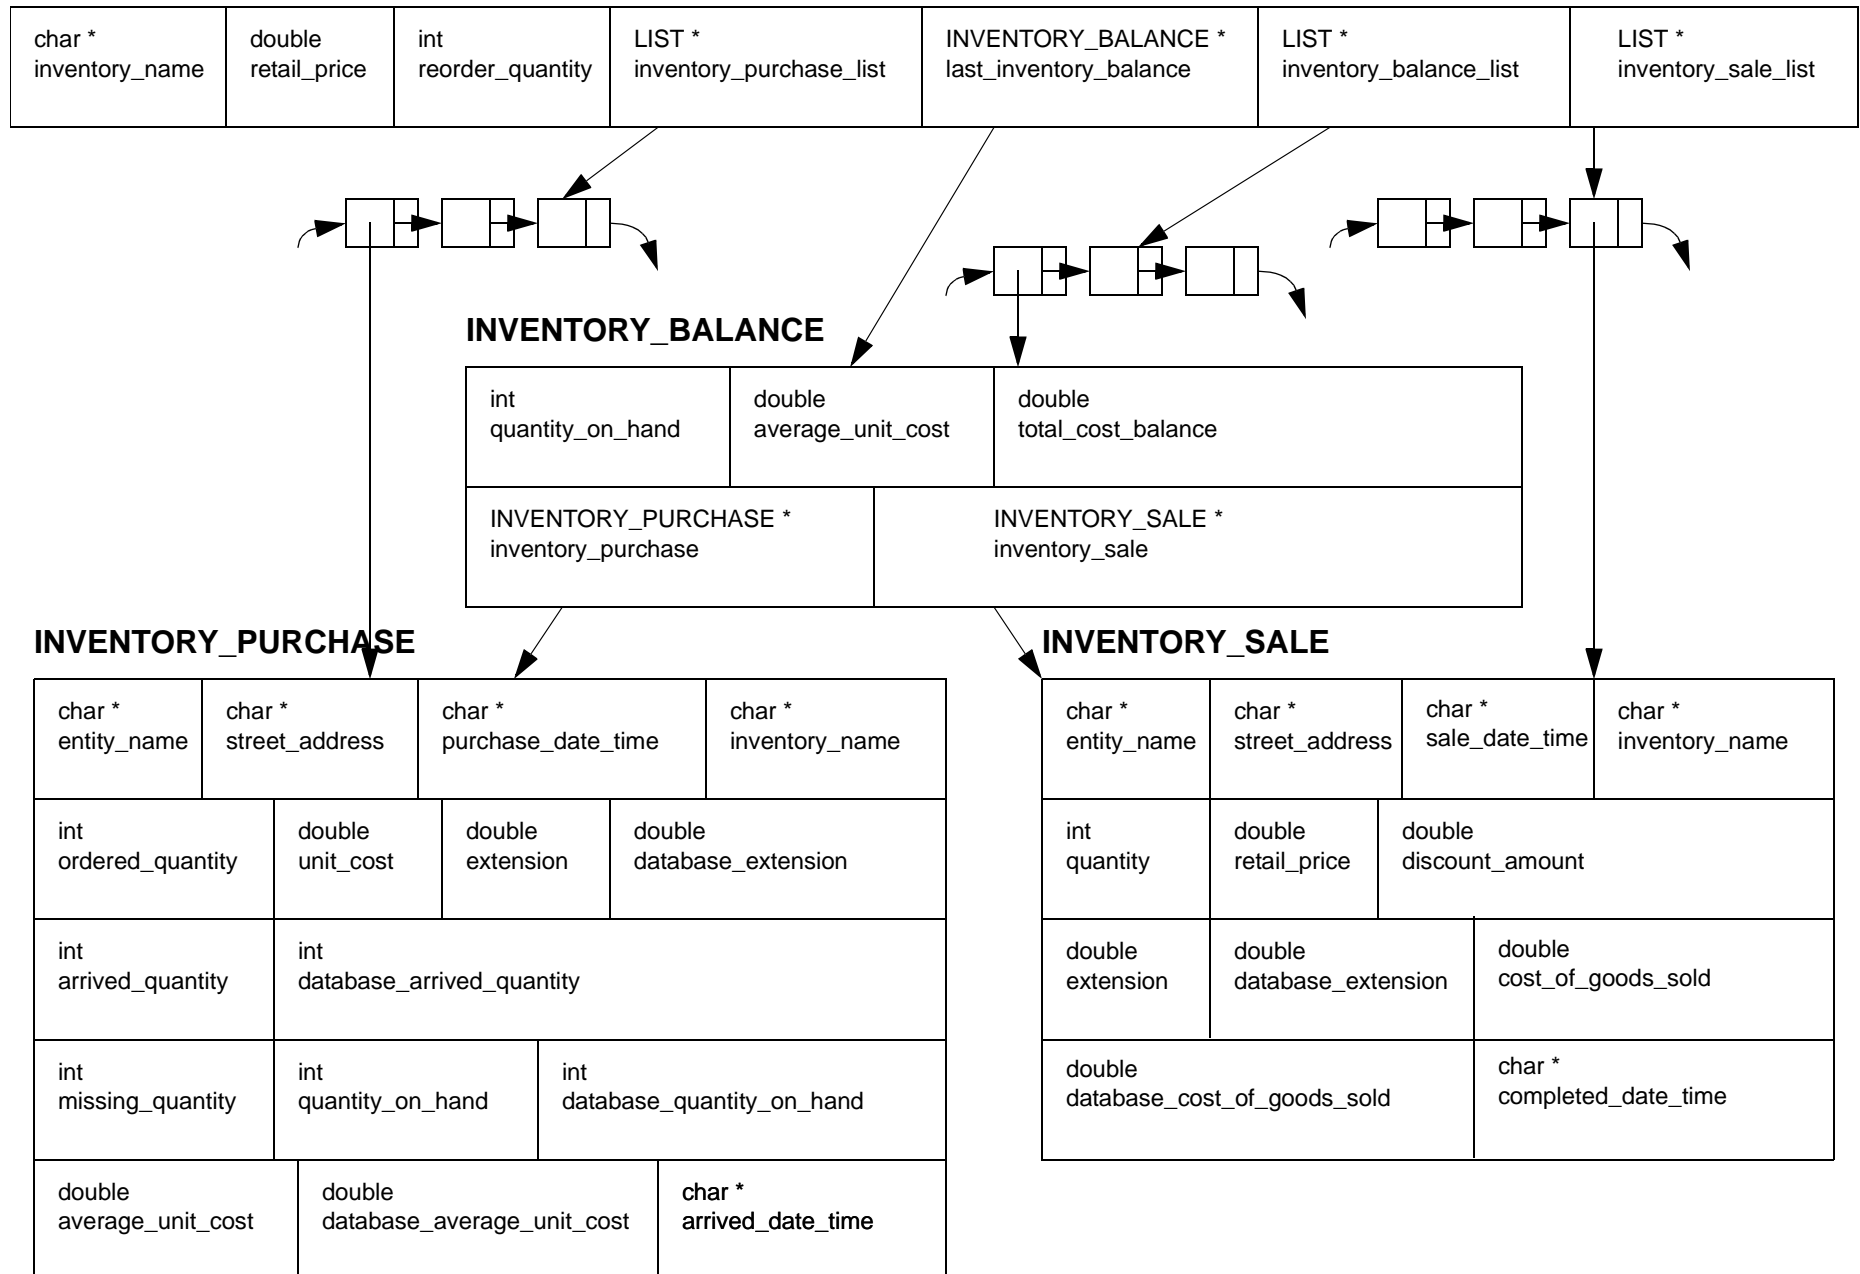 char *
inventory_name
double
retail_price
int
reorder_quantity
LIST *
inventory_purchase_list
INVENTORY_BALANCE *
last_inventory_balance
LIST *
inventory_balance_list
LIST *
inventory_sale_list
INVENTORY_BALANCE
int
quantity_on_hand
double
average_unit_cost
double
total_cost_balance
INVENTORY_PURCHASE *
inventory_purchase
INVENTORY_SALE *
inventory_sale
INVENTORY_PURCHASE
char *
entity_name
char *
street_address
char *
purchase_date_time
char *
inventory_name
int
ordered_quantity
double
unit_cost
double
extension
double
database_extension
int
arrived_quantity
int
database_arrived_quantity
int
missing_quantity
int
quantity_on_hand
int
database_quantity_on_hand
double
average_unit_cost
double
database_average_unit_cost
char *
arrived_date_time
INVENTORY_SALE
char *
entity_name
char *
street_address
char *
sale_date_time
char *
inventory_name
int
quantity
double
retail_price
double
discount_amount
double
extension
double
database_extension
double
cost_of_goods_sold
double
database_cost_of_goods_sold
char *
completed_date_time